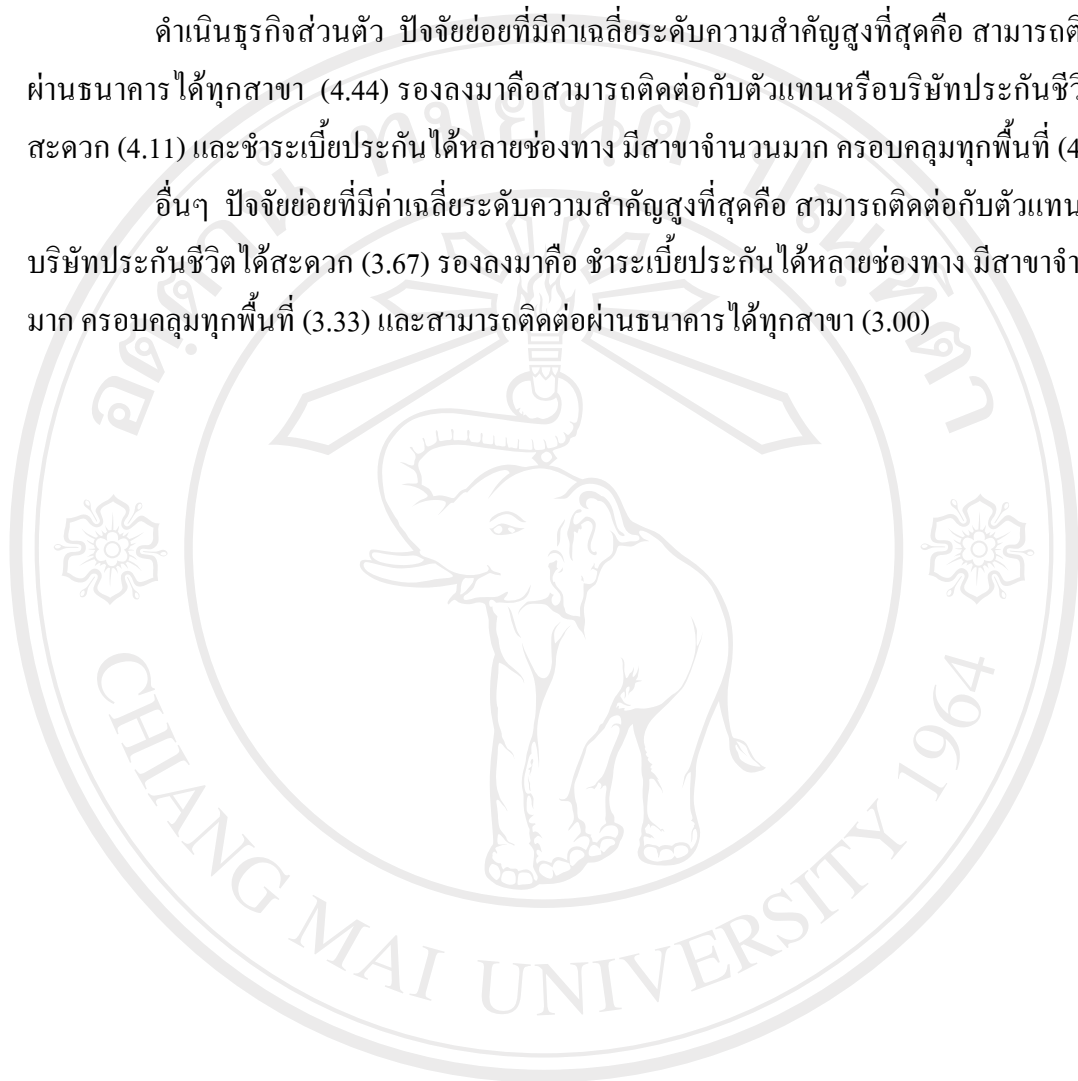 ดำเนินธุรกิจส่วนตัว ปัจจัยย่อยที่มีค่าเฉลี่ยระดับความสำคัญสูงที่สุดคือ สามารถติ
ผ่านธนาคารได้ทุกสาขา (4.44) รองลงมาคือสามารถติดต่อกับตัวแทนหรือบริษัทประกันชีวิ
สะดวก (4.11) และชำระเบี้ยประกันได้หลายช่องทาง มีสาขาจำนวนมาก ครอบคลุมทุกพื้นที่ (4
อื่นๆ ปัจจัยย่อยที่มีค่าเฉลี่ยระดับความสำคัญสูงที่สุดคือ สามารถติดต่อกับตัวแทน
บริษัทประกันชีวิตได้สะดวก (3.67) รองลงมาคือ ชำระเบี้ยประกันได้หลายช่องทาง มีสาขาจำ
มาก ครอบคลุมทุกพื้นที่ (3.33) และสามารถติดต่อผ่านธนาคารได้ทุกสาขา (3.00)
อตฺตานํ ทมยนฺติ ปณฺฑิตา
CHIANG MAI UNIVERSITY 1964